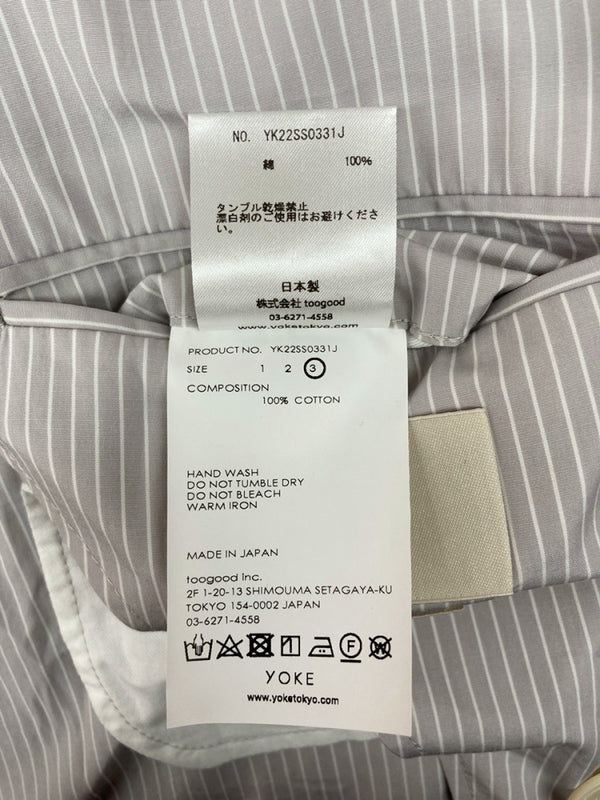 NO. YK22SS0331J
綿 100%
タンブル乾燥禁止
漂白剤のご使用はお避けくださ
い。
日本製
株式会社 toogood
03-6271-4558
www.yoketokyo.com
PRODUCT NO. YK22SS0331J
SIZE 1 2 3
COMPOSITION
100% COTTON
HAND WASH
DO NOT TUMBLE DRY
DO NOT BLEACH
WARM IRON
MADE IN JAPAN
toogood Inc.
2F 1-20-13 SHIMOUMA SETAGAYA-KU
TOKYO 154-0002 JAPAN
03-6271-4558
F W
YOKE
www.yoketokyo.com